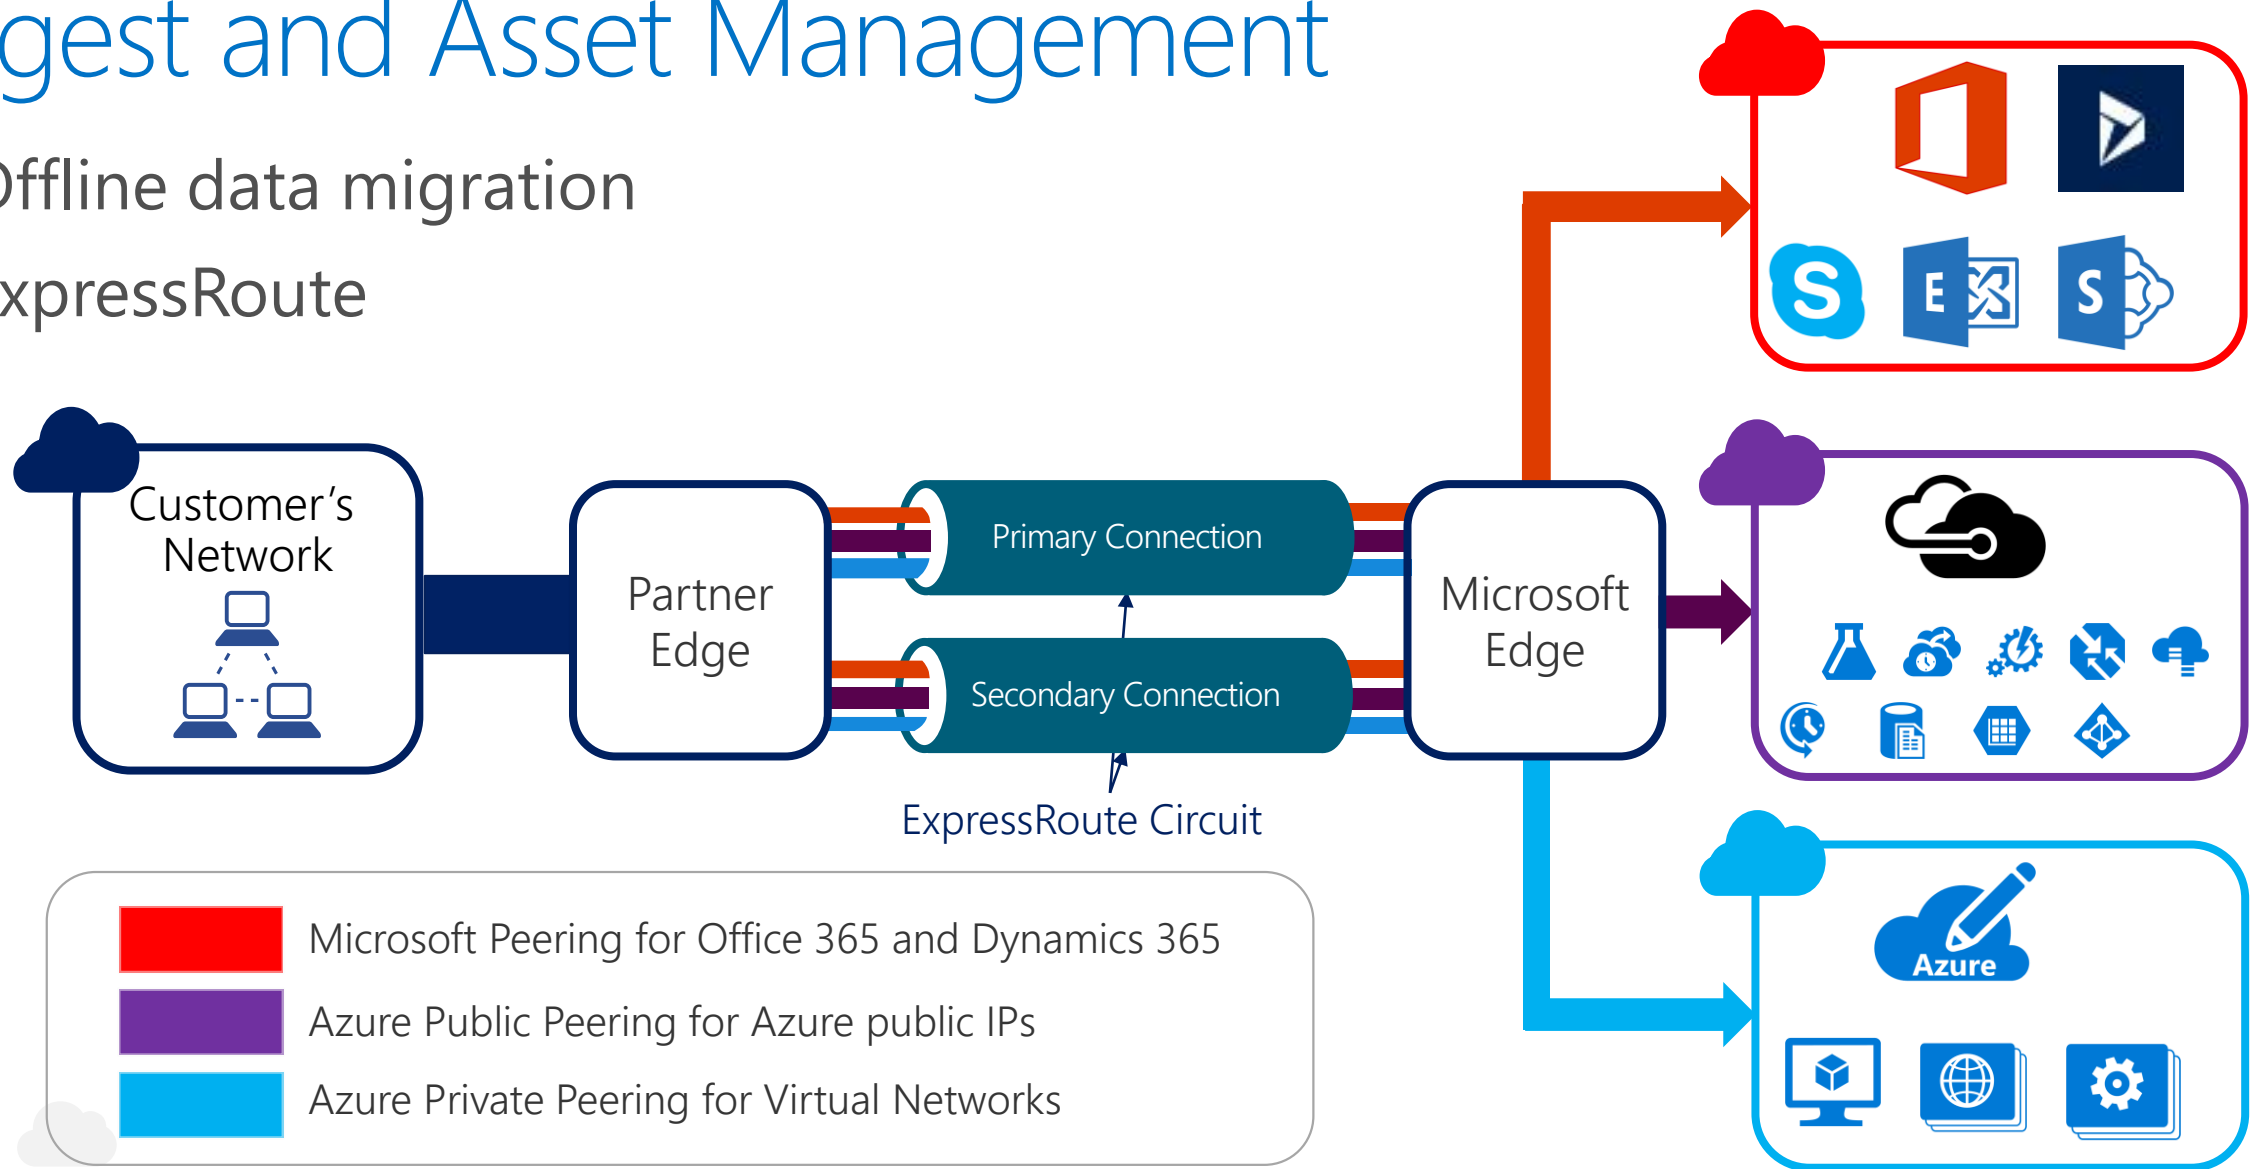 gest and Asset Management
Offline data migration
xpressRoute
Customer's
Network
Partner
Edge
Primary Connection
Secondary Connection
Microsoft
Edge
ExpressRoute Circuit
E
S
S
Azure
Microsoft Peering for Office 365 and Dynamics 365
Azure Public Peering for Azure public IPs
Azure Private Peering for Virtual Networks